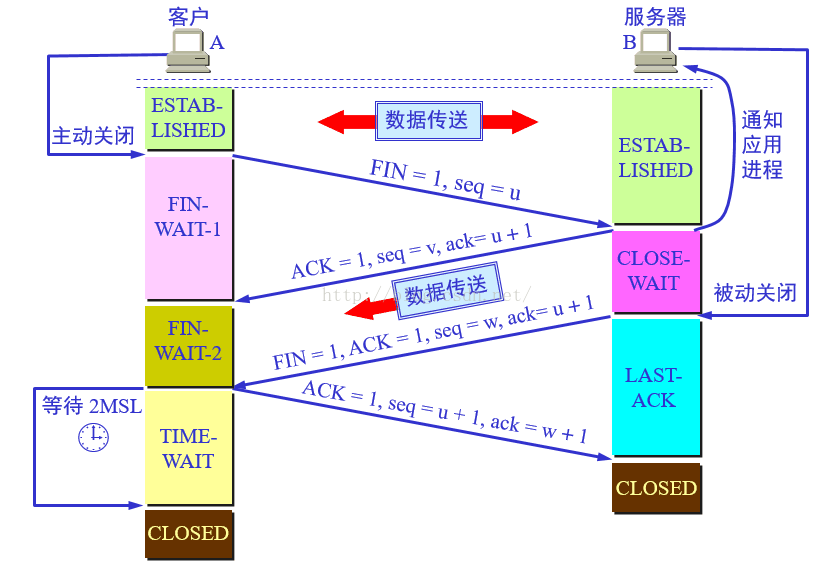 客户
A
服务器
B
ESTAB-
LISHED
数据传送
主动关闭
通知
应用
进程
ESTAB-
LISHED
FIN = 1, seq = u
FIN-
WAIT-1
ACK = 1, seq = v, ack= u + 1
CLOSE-
WAIT
数据传送
被动关闭
FIN-
WAIT-2
FIN = 1, ACK = 1, seq = w, ack= u + 1
LAST-
ACK
等待 2MSL
ACK = 1, seq = u + 1, ack = w + 1
TIME-
WAIT
CLOSED
CLOSED